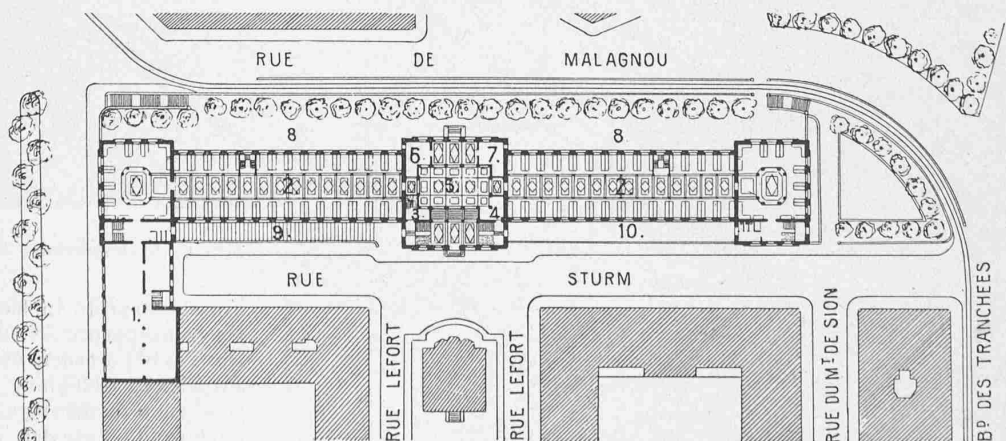 RUE DE MALAGNOU
8 8
6. 7.
2. 5. 2.
3. 4.
9. 10.
RUE STURM
1.
RUE LEFORT
RUE LEFORT
RUE DU MT DE SION
BD DES TRANCHEES